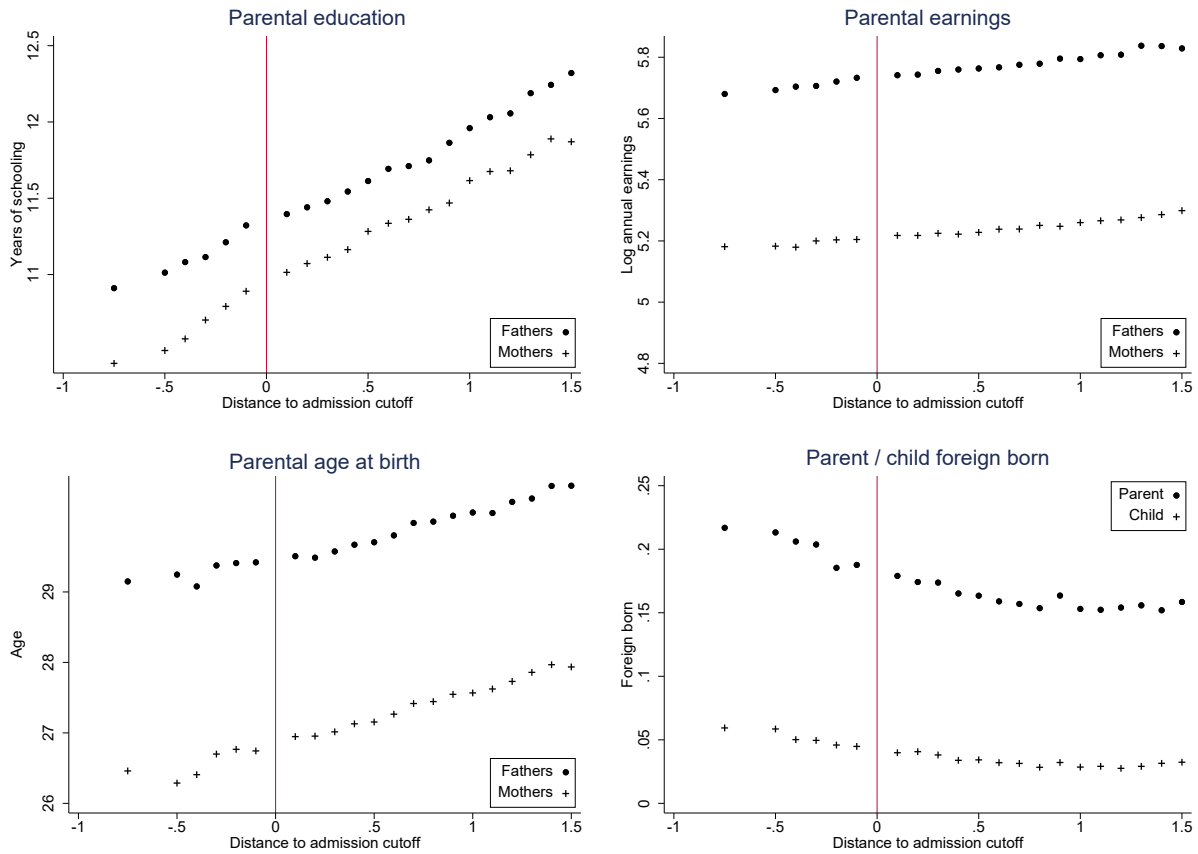 Parental education
Years of schooling
12.5
12
11.5
11
Fathers
Mothers
-1 -.5 0 .5 1 1.5
Distance to admission cutoff
Parental earnings
Log annual earnings
5.8
5.6
5.4
5.2
5
4.8
Fathers
Mothers
-1 -.5 0 .5 1 1.5
Distance to admission cutoff
Parental age at birth
Age
29
28
27
26
Fathers
Mothers
-1 -.5 0 .5 1 1.5
Distance to admission cutoff
Parent / child foreign born
Foreign born
.25
.2
.15
.1
.05
0
Parent
Child
-1 -.5 0 .5 1 1.5
Distance to admission cutoff